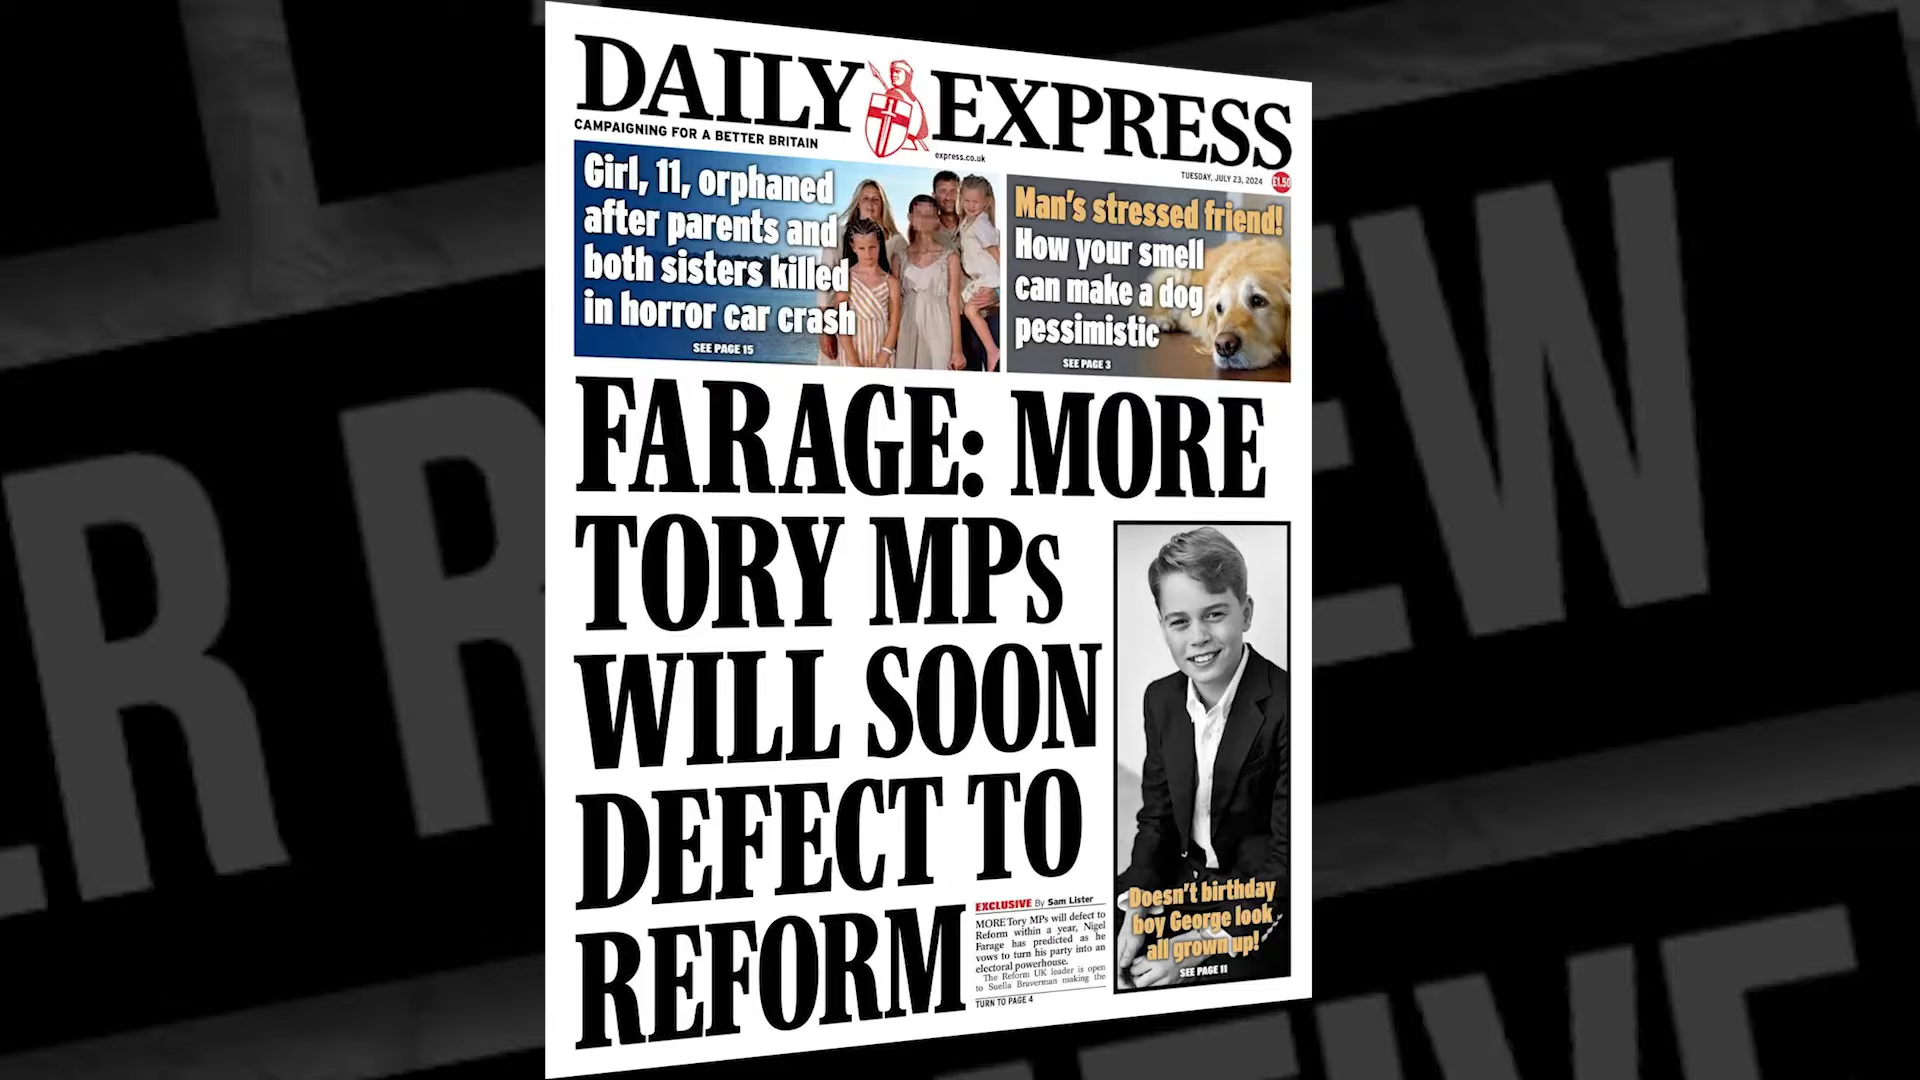 DAILY EXPRESS
CAMPAIGNING FOR A BETTER BRITAIN
express.co.uk
TUESDAY, JULY 23, 2024 £1.50
Girl, 11, orphaned
after parents and
both sisters killed
in horror car crash
SEE PAGE 15
Man's stressed friend!
How your smell
can make a dog
pessimistic
SEE PAGE 3
FARAGE: MORE
TORY MPs
WILL SOON
DEFECT TO
REFORM
EXCLUSIVE By Sam Lister
MORE Tory MPs will defect to
Reform within a year, Nigel
Farage has predicted as he
vows to turn his party into an
electoral powerhouse.
The Reform UK leader is open
to Suella Braverman making the
TURN TO PAGE 4
Doesn't birthday
boy George look
all grown up!
SEE PAGE 11